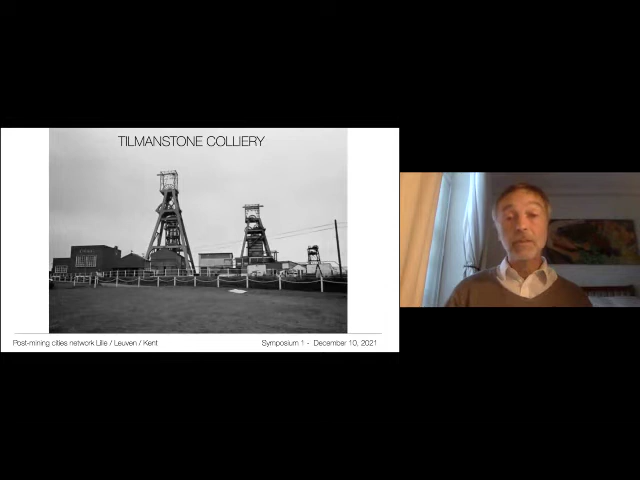 TILMANSTONE COLLIERY
Post-mining cities network Lille / Leuven / Kent
Symposium 1 - December 10, 2021